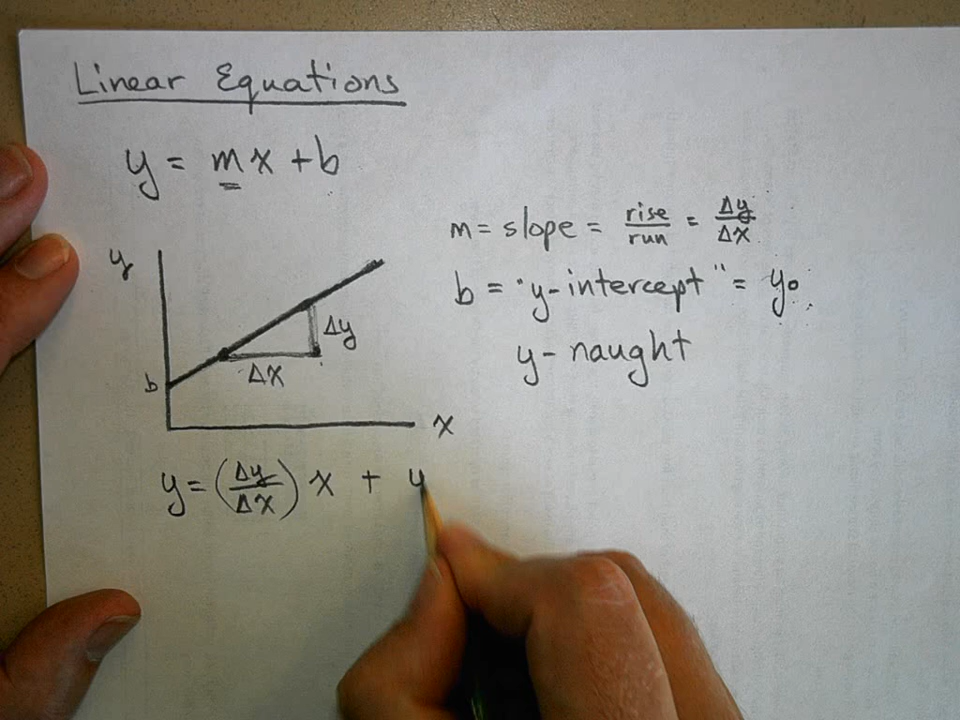 Linear Equations
y = mx + b
m = slope = rise/run = Δy/Δx
b = "y-intercept" = y₀
y-naught
y
Δy
Δx
b
x
y = (Δy/Δx) x + y